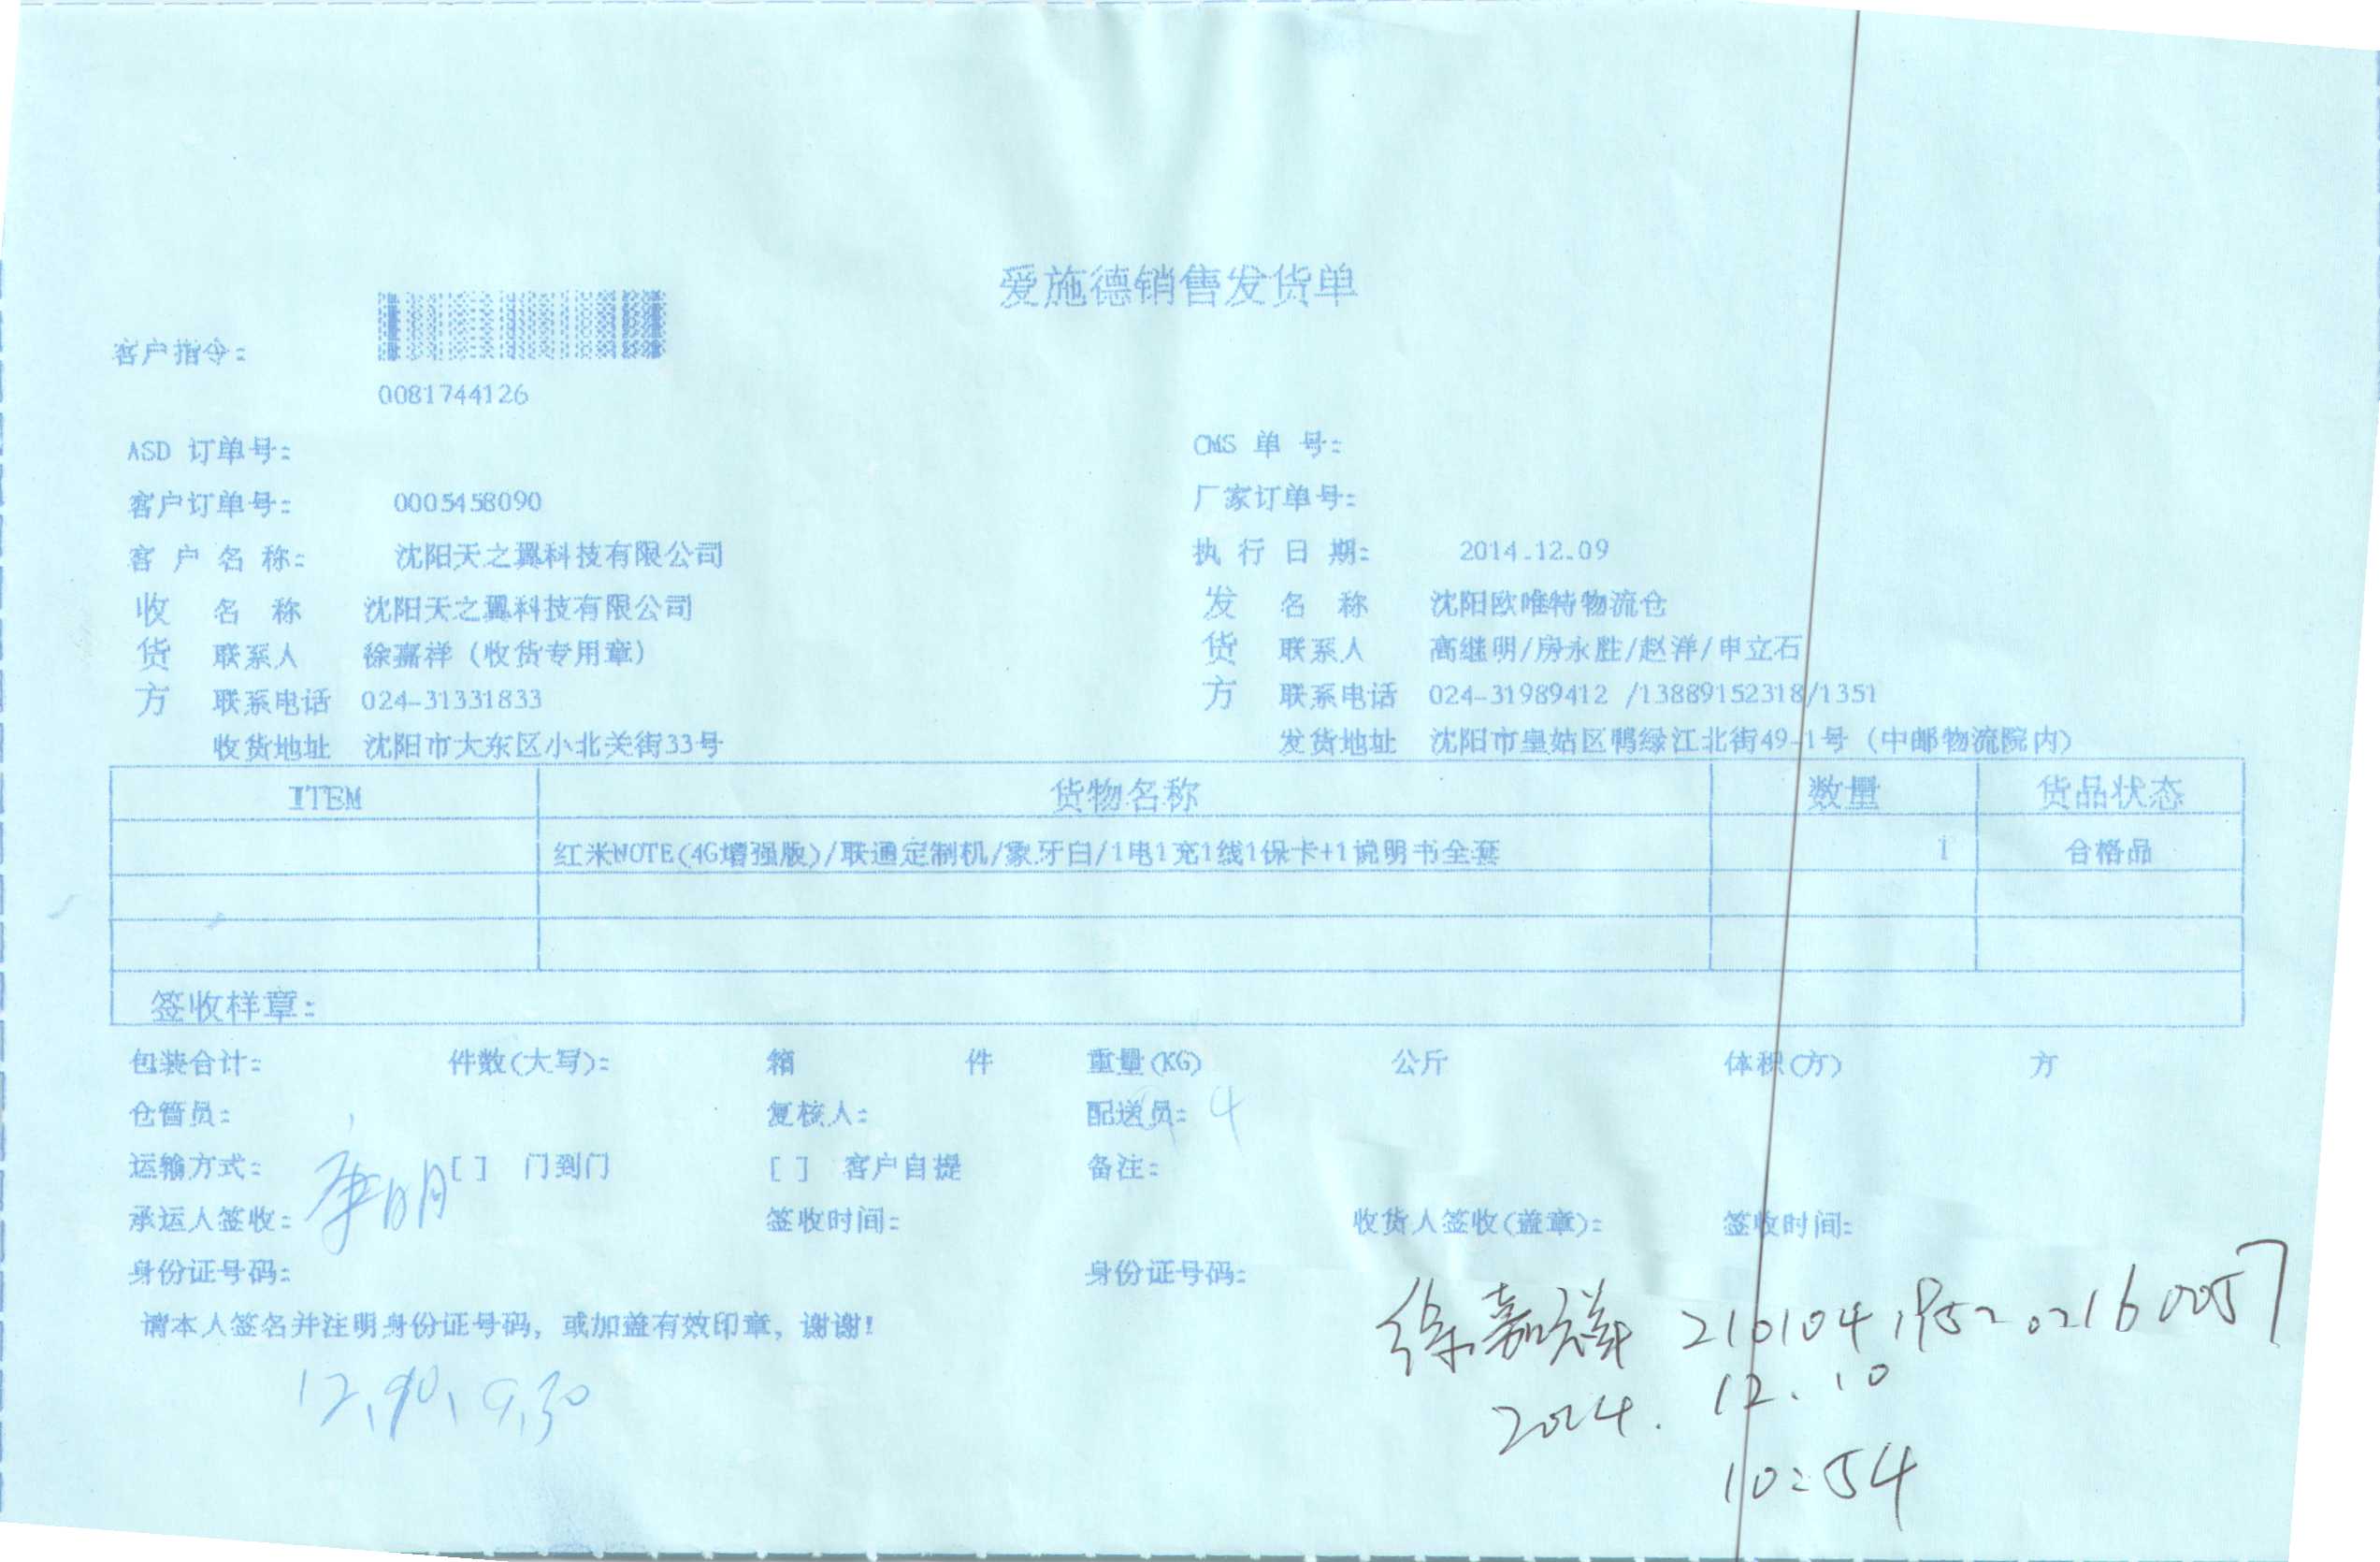 爱施德销售发货单
客户指令:
0081744126
ASD 订单号: CMS 单 号:
客户订单号: 0005458090 厂家订单号:
客 户 名 称: 沈阳天之翼科技有限公司 执 行 日 期: 2014.12.09
收 名 称 沈阳天之翼科技有限公司 发 名 称 沈阳欧唯特物流仓
货 联系人 徐嘉祥(收货专用章) 货 联系人 高继明/房永胜/赵洋/申立石
方 联系电话 024-31331833 方 联系电话 024-31989412 /13889152318/1351
收货地址 沈阳市大东区小北关街33号 发货地址 沈阳市皇姑区鸭绿江北街49-1号(中邮物流院内)
ITEM 货物名称 数量 货品状态
红米NOTE(4G增强版)/联通定制机/象牙白/1电1充1线1保卡+1说明书全套 1 合格品
签收样章:
包装合计: 件数(大写): 箱 件 重量(KG) 公斤 体积(方) 方
仓管员: 复核人: 配送员: 4
运输方式: [ ] 门到门 [ ] 客户自提 备注:
承运人签收: 签收时间: 收货人签收(盖章): 签收时间:
身份证号码: 身份证号码:
请本人签名并注明身份证号码, 或加盖有效印章, 谢谢!
徐嘉祥 210104195202160057
2014. 12. 10
10:54